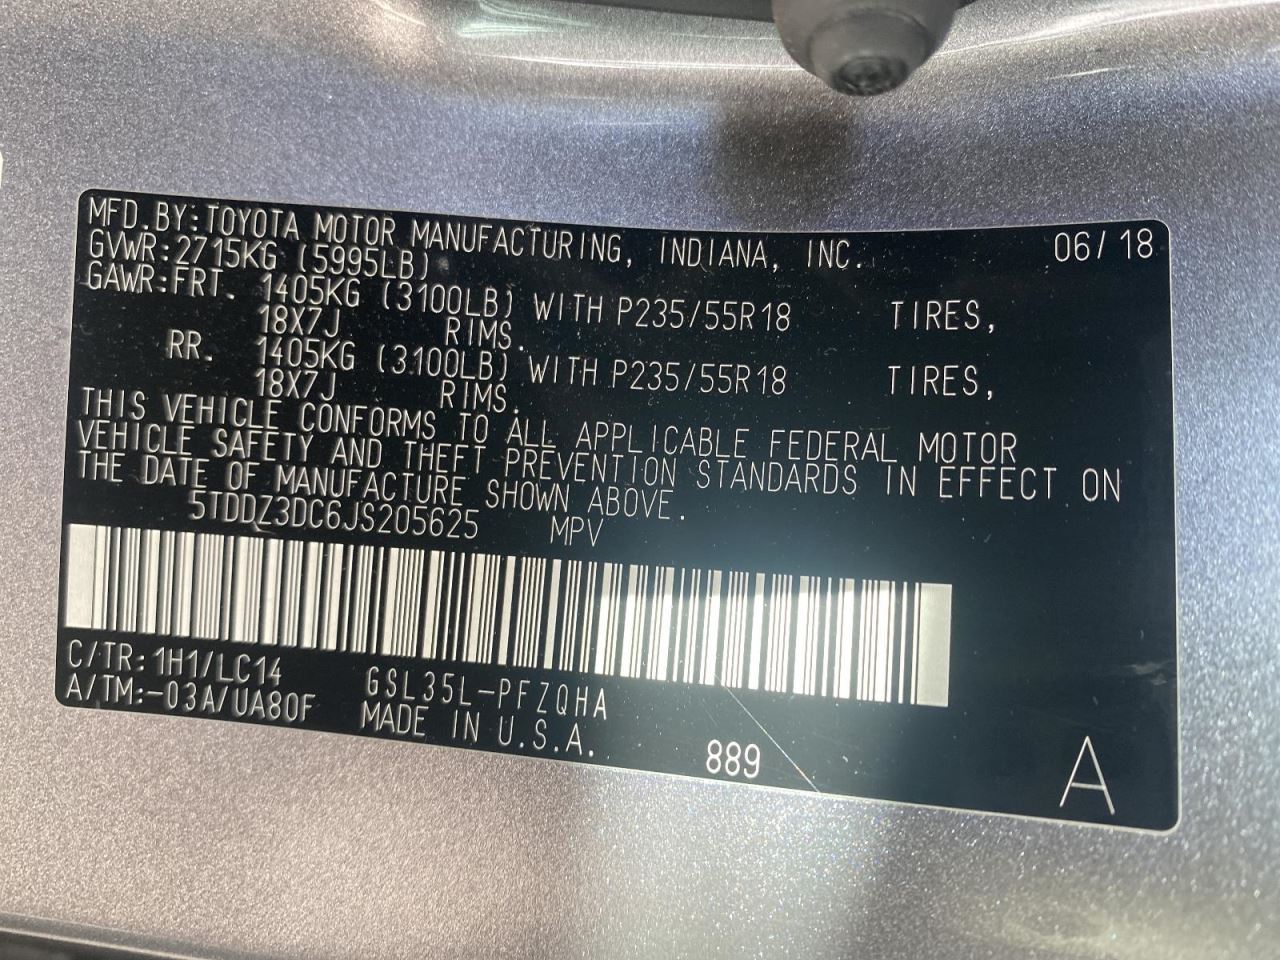 MFD.BY:TOYOTA MOTOR MANUFACTURING, INDIANA, INC. 06/18
GVWR:2715KG (5995LB)
GAWR:FRT. 1405KG (3100LB) WITH P235/55R18 TIRES,
18X7J RIMS.
RR. 1405KG (3100LB) WITH P235/55R18 TIRES,
18X7J RIMS.
THIS VEHICLE CONFORMS TO ALL APPLICABLE FEDERAL MOTOR
VEHICLE SAFETY AND THEFT PREVENTION STANDARDS IN EFFECT ON
THE DATE OF MANUFACTURE SHOWN ABOVE.
5TDDZ3DC6JS205625 MPV
C/TR:1H1/LC14 GSL35L-PFZQHA
A/TM:-03A/UA80F MADE IN U.S.A.
889
A